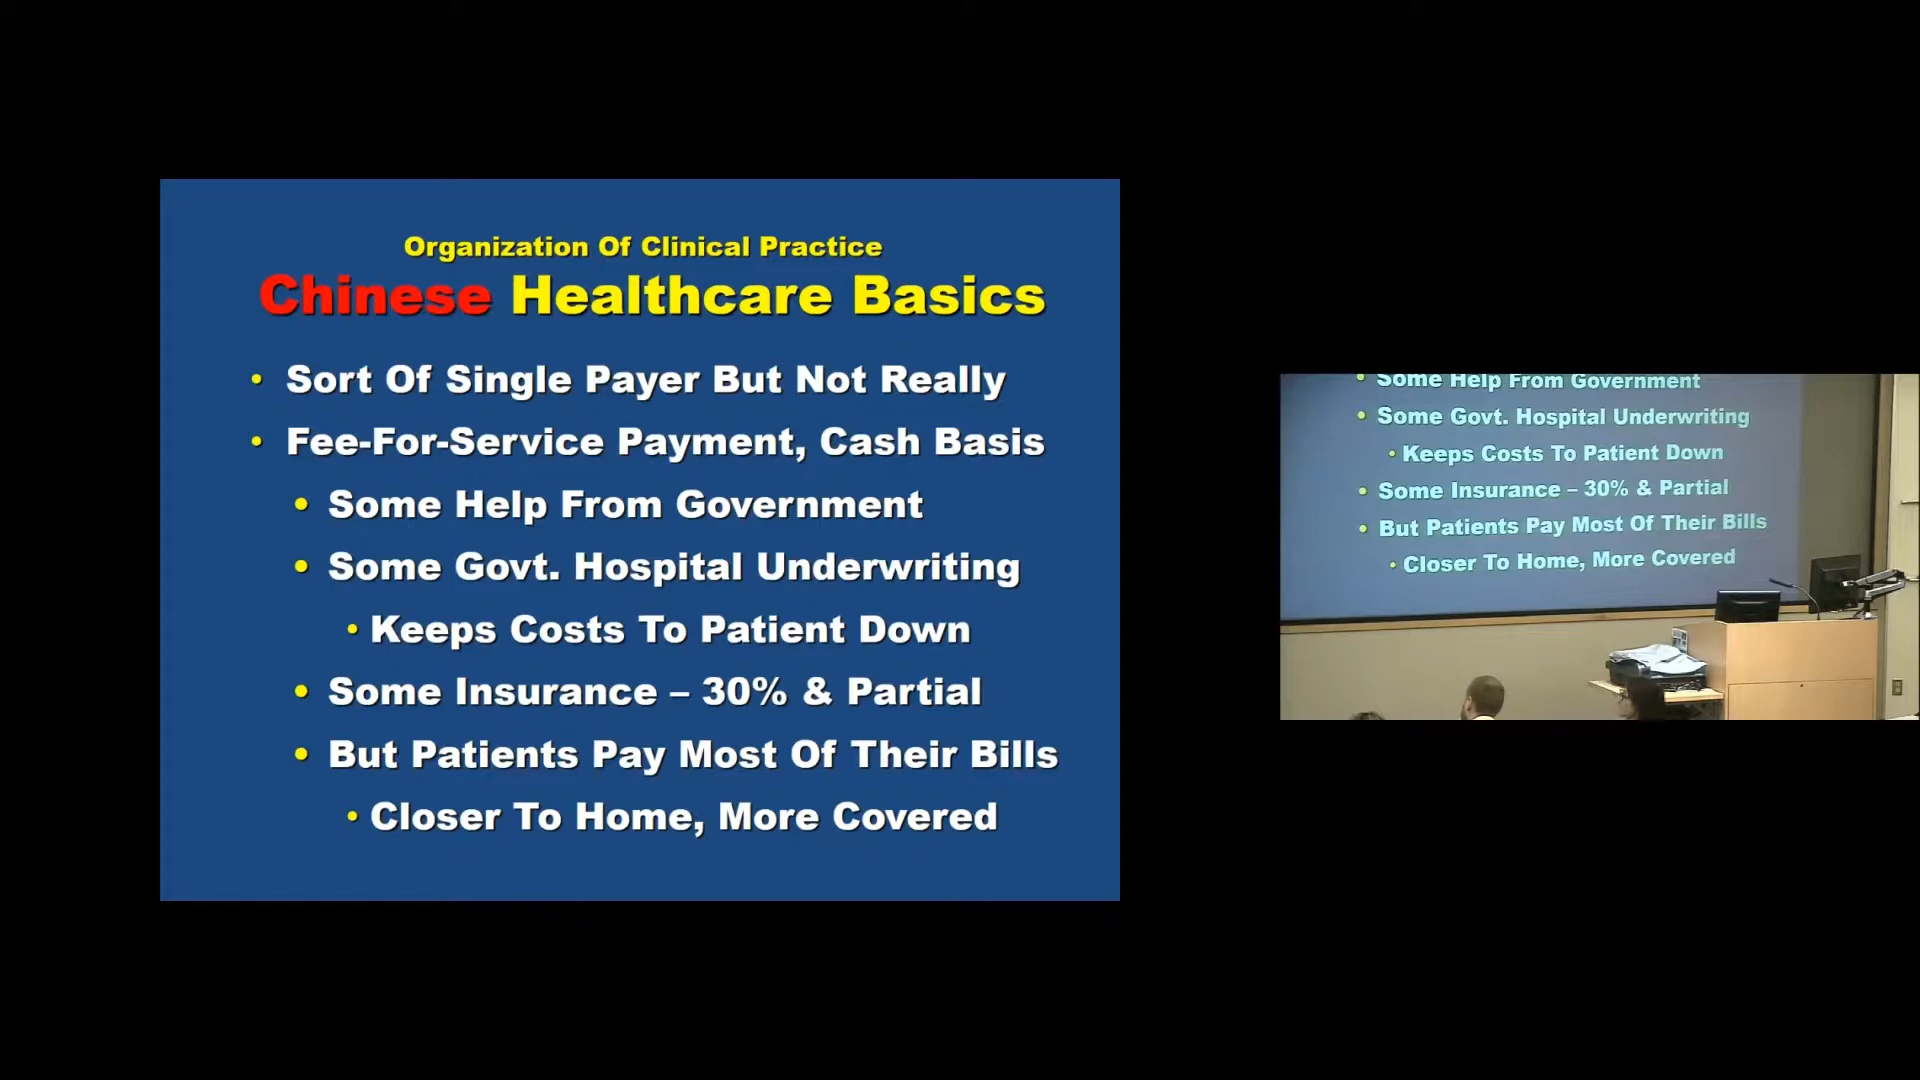 Organization Of Clinical Practice
Chinese Healthcare Basics
• Sort Of Single Payer But Not Really
• Fee-For-Service Payment, Cash Basis
• Some Help From Government
• Some Govt. Hospital Underwriting
• Keeps Costs To Patient Down
• Some Insurance – 30% & Partial
• But Patients Pay Most Of Their Bills
• Closer To Home, More Covered
• Some Help From Government
• Some Govt. Hospital Underwriting
• Keeps Costs To Patient Down
• Some Insurance – 30% & Partial
• But Patients Pay Most Of Their Bills
• Closer To Home, More Covered